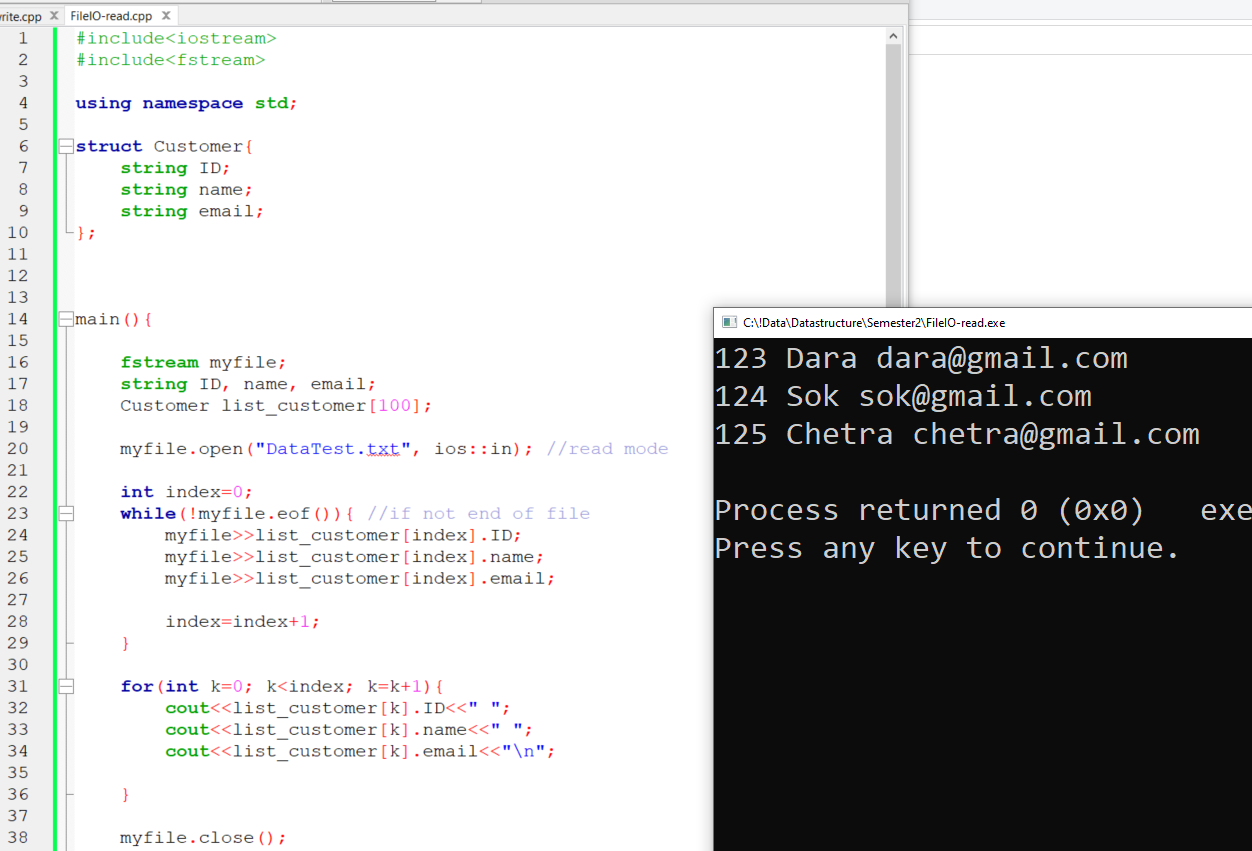 rite.cpp X FileIO-read.cpp X
1 #include<iostream>
2 #include<fstream>
3
4 using namespace std;
5
6 struct Customer{
7 string ID;
8 string name;
9 string email;
10 };
11
12
13
14 main(){
15
16 fstream myfile;
17 string ID, name, email;
18 Customer list_customer[100];
19
20 myfile.open("DataTest.txt", ios::in); //read mode
21
22 int index=0;
23 while(!myfile.eof()){ //if not end of file
24 myfile>>list_customer[index].ID;
25 myfile>>list_customer[index].name;
26 myfile>>list_customer[index].email;
27
28 index=index+1;
29 }
30
31 for(int k=0; k<index; k=k+1){
32 cout<<list_customer[k].ID<<" ";
33 cout<<list_customer[k].name<<" ";
34 cout<<list_customer[k].email<<"\n";
35
36 }
37
38 myfile.close();
C:\!Data\Datastructure\Semester2\FileIO-read.exe
123 Dara dara@gmail.com
124 Sok sok@gmail.com
125 Chetra chetra@gmail.com
Process returned 0 (0x0) exe
Press any key to continue.